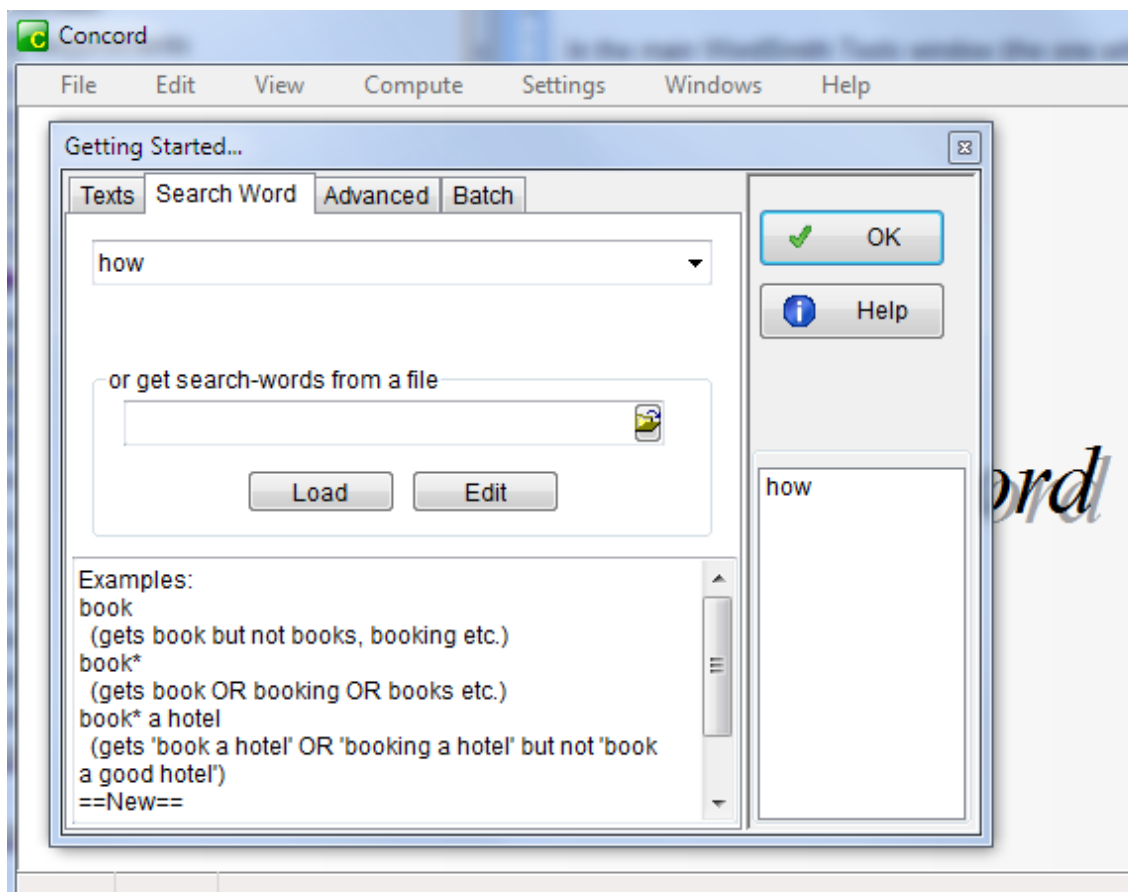 Concord
File Edit View Compute Settings Windows Help
Getting Started...
Texts Search Word Advanced Batch
how
OK
Help
or get search-words from a file
Load Edit
how
ord
Examples:
book
(gets book but not books, booking etc.)
book*
(gets book OR booking OR books etc.)
book* a hotel
(gets 'book a hotel' OR 'booking a hotel' but not 'book
a good hotel')
==New==